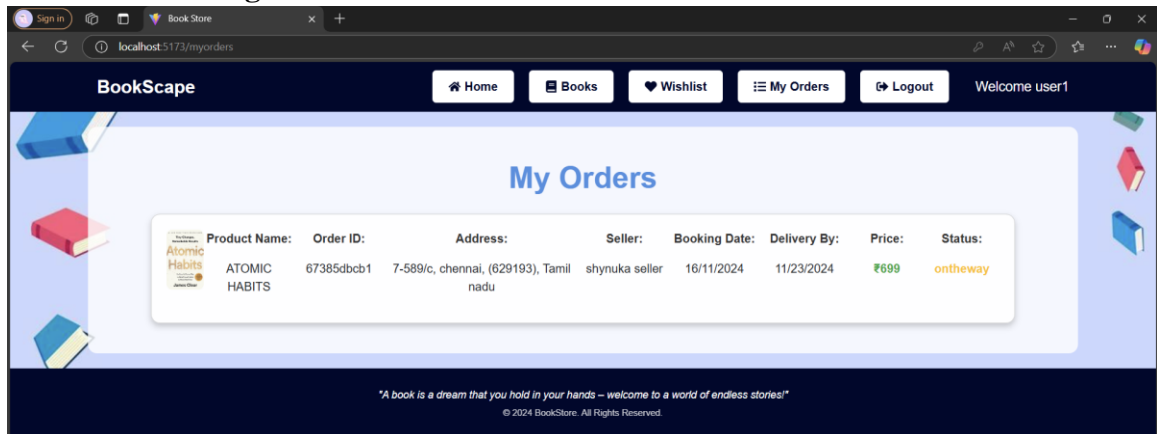 Sign in
Book Store
localhost:5173/myorders
BookScape
Home
Books
Wishlist
My Orders
Logout
Welcome user1
My Orders
Product Name: Order ID: Address: Seller: Booking Date: Delivery By: Price: Status:
Atomic
Habits
James Clear
ATOMIC HABITS
67385dbcb1
7-589/c, chennai, (629193), Tamil
nadu
shynuka seller
16/11/2024
11/23/2024
₹699
ontheway
"A book is a dream that you hold in your hands – welcome to a world of endless stories!"
© 2024 BookStore. All Rights Reserved.